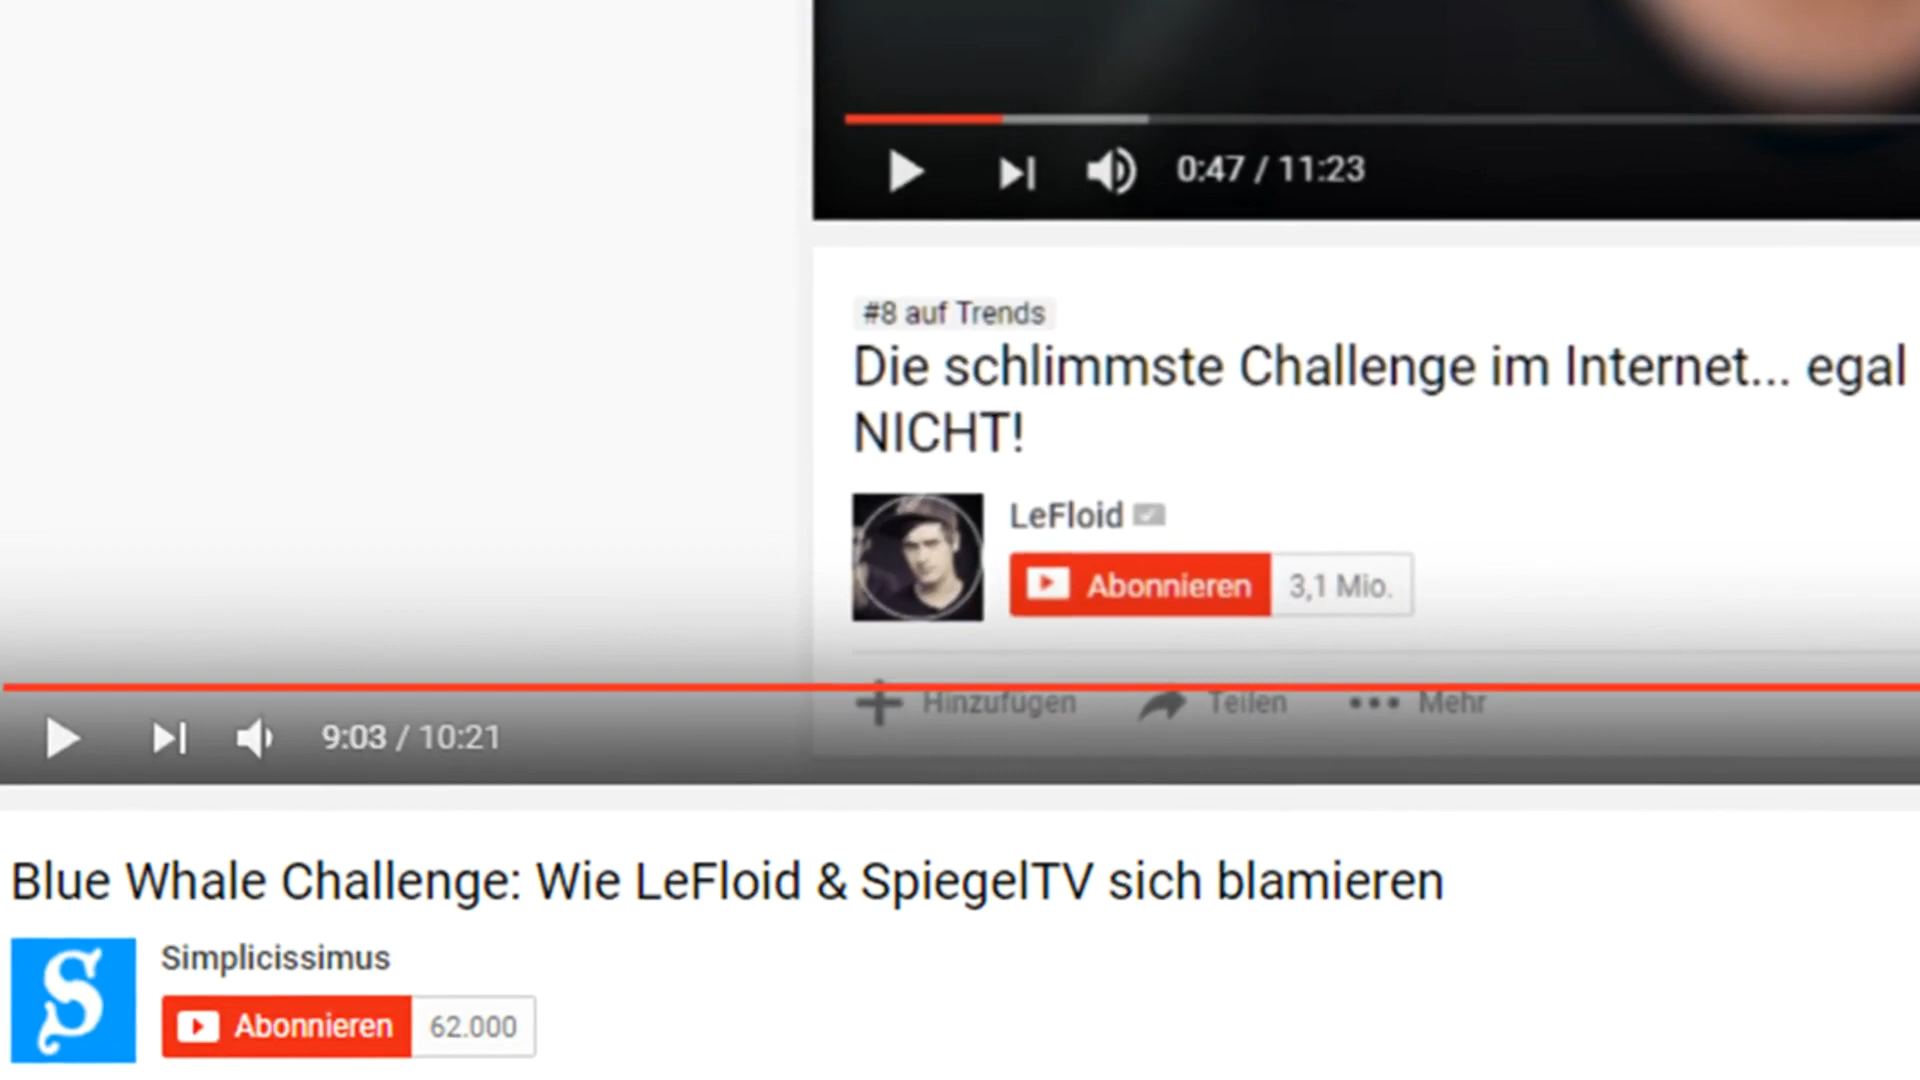 0:47 / 11:23
#8 auf Trends
Die schlimmste Challenge im Internet... egal
NICHT!
LeFloid
Abonnieren 3,1 Mio.
Hinzufügen Teilen Mehr
9:03 / 10:21
Blue Whale Challenge: Wie LeFloid & SpiegelTV sich blamieren
Simplicissimus
Abonnieren 62.000